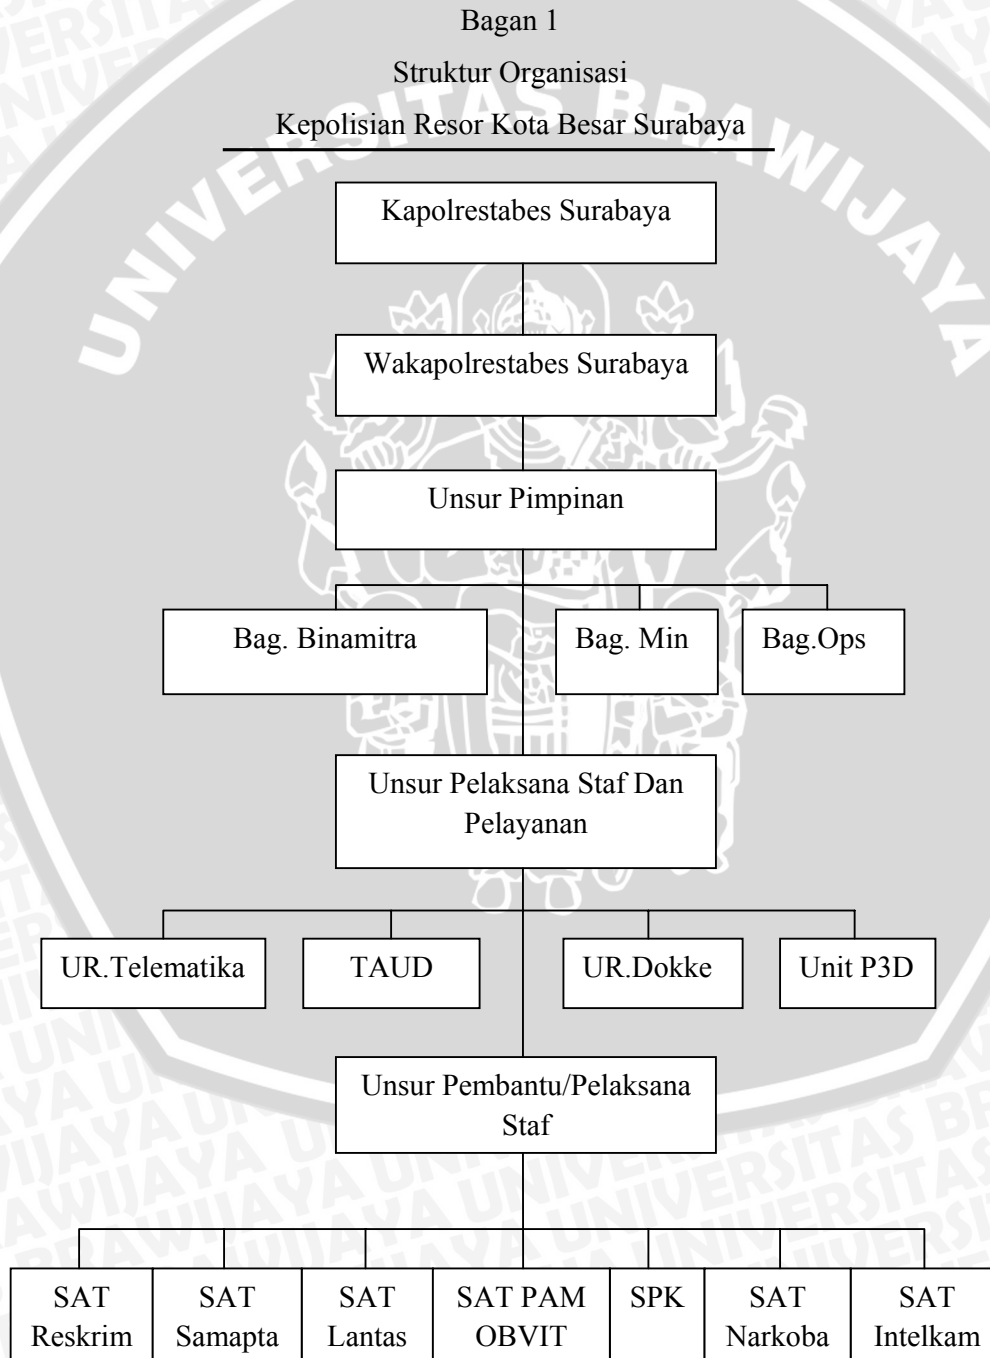 Bagan 1
Struktur Organisasi
Kepolisian Resor Kota Besar Surabaya
UNIVERSITAS BRAWIJAYA
Kapolrestabes Surabaya
Wakapolrestabes Surabaya
Unsur Pimpinan
Bag. Binamitra
Bag. Min
Bag.Ops
Unsur Pelaksana Staf Dan
Pelayanan
UR.Telematika
TAUD
UR.Dokke
Unit P3D
Unsur Pembantu/Pelaksana
Staf
SAT
Reskrim
SAT
Samapta
SAT
Lantas
SAT PAM
OBVIT
SPK
SAT
Narkoba
SAT
Intelkam